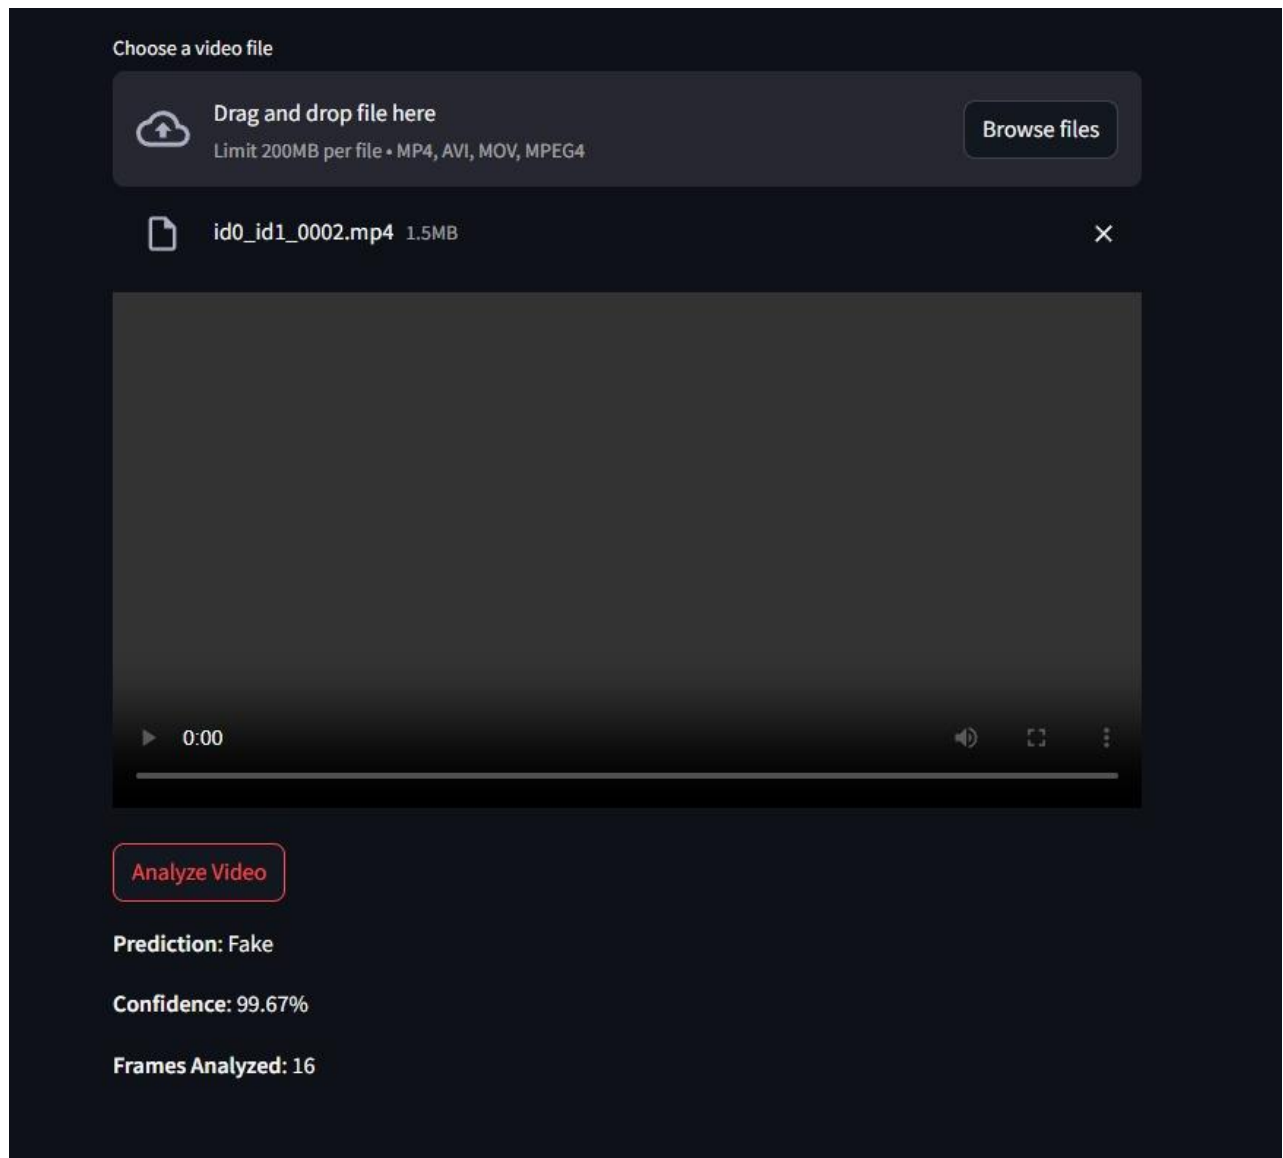 Choose a video file
Drag and drop file here
Limit 200MB per file • MP4, AVI, MOV, MPEG4
Browse files
id0_id1_0002.mp4 1.5MB
0:00
Analyze Video
Prediction: Fake
Confidence: 99.67%
Frames Analyzed: 16